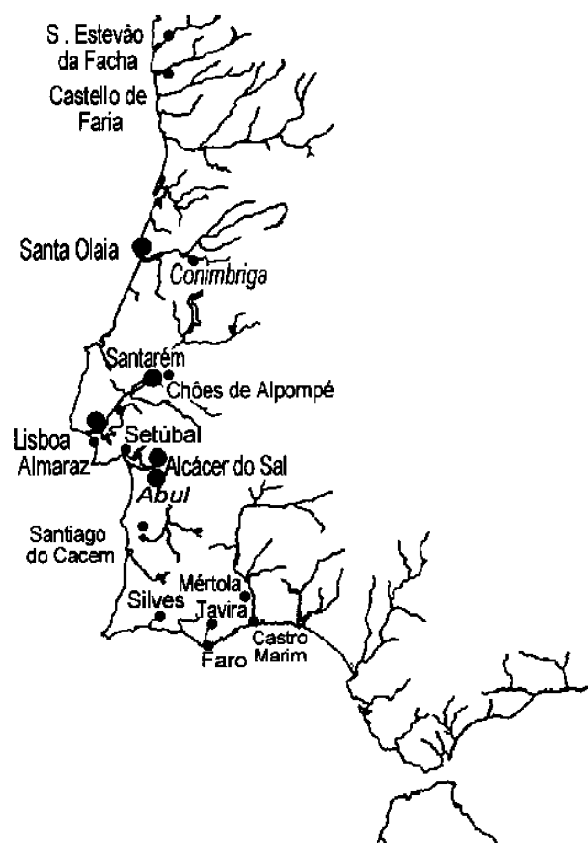 S . Estevão
da Facha
Castello de
Faria
Santa Olaia
Conimbriga
Santarém
Chões de Alpompé
Lisboa
Setúbal
Almaraz
Alcácer do Sal
Abul
Santiago
do Cacem
Mértola
Silves
Tavira
Castro
Marim
Faro